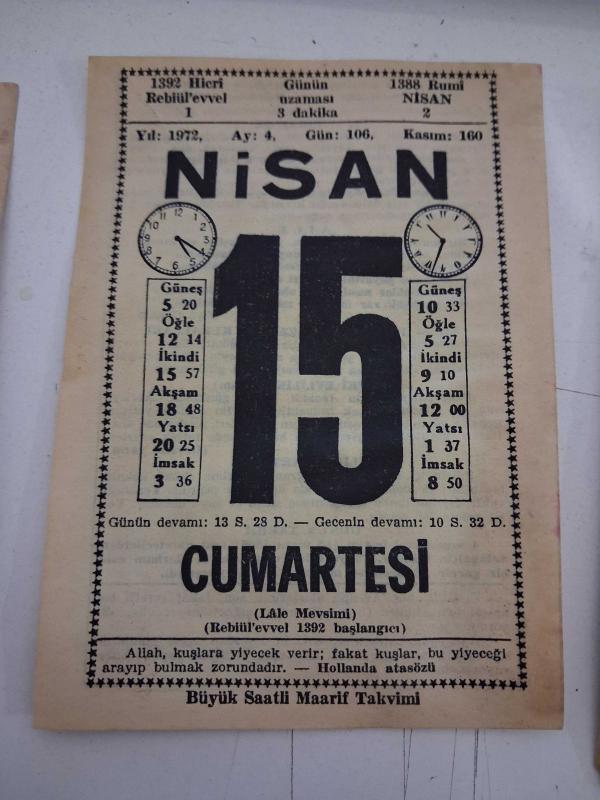 1392 Hicrî Günün 1388 Rumî
Rebiül'evvel uzaması NİSAN
1 3 dakika 2
Yıl: 1972, Ay: 4, Gün: 106, Kasım: 160
NiSAN
15
Güneş
5 20
Öğle
12 14
İkindi
15 57
Akşam
18 48
Yatsı
20 25
İmsak
3 36
Güneş
10 33
Öğle
5 27
İkindi
9 10
Akşam
12 00
Yatsı
1 37
İmsak
8 50
Günün devamı: 13 S. 28 D. — Gecenin devamı: 10 S. 32 D.
CUMARTESİ
(Lâle Mevsimi)
(Rebiül'evvel 1392 başlangıcı)
Allah, kuşlara yiyecek verir; fakat kuşlar, bu yiyeceği
arayıp bulmak zorundadır. — Hollanda atasözü
Büyük Saatli Maarif Takvimi